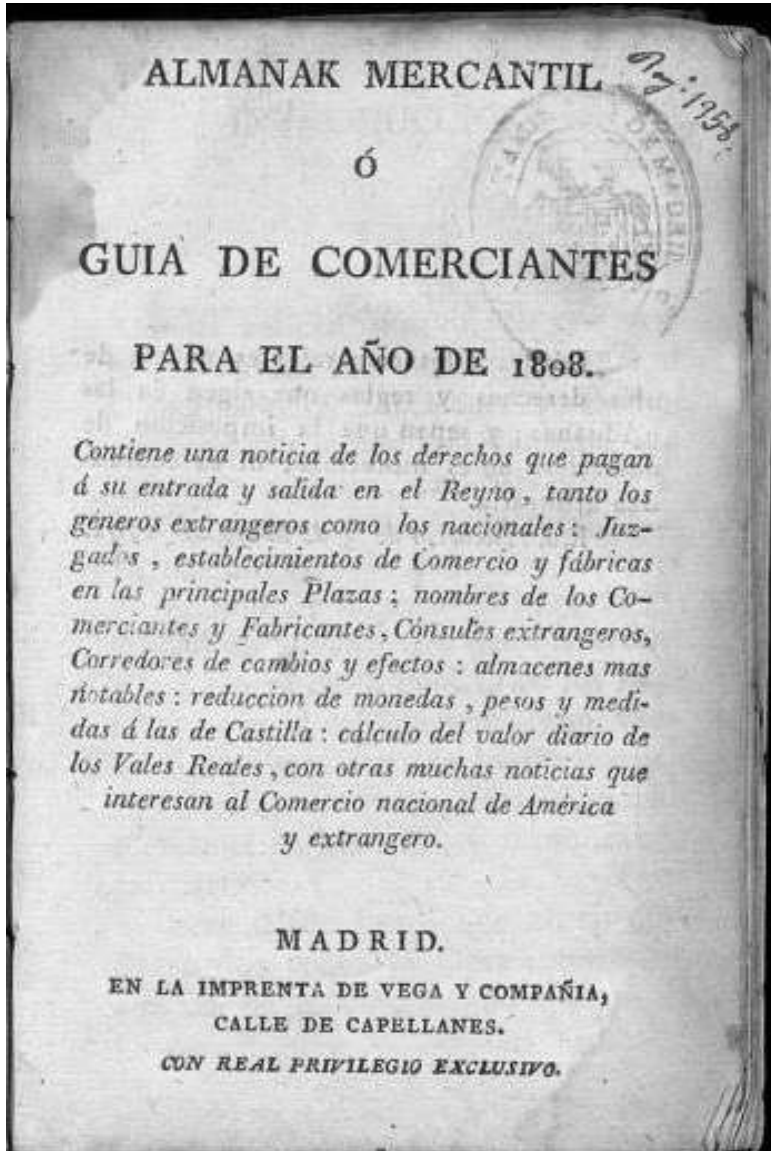 ALMANAK MERCANTIL
Ó
GUIA DE COMERCIANTES
PARA EL AÑO DE 1808.
Contiene una noticia de los derechos que pagan
á su entrada y salida en el Reyno, tanto los
géneros extrangeros como los nacionales: Juz-
gados, establecimientos de Comercio y fábricas
en las principales Plazas; nombres de los Co-
merciantes y Fabricantes, Cónsules extrangeros,
Corredores de cambios y efectos: almacenes mas
notables: reduccion de monedas, pesos y medi-
das á las de Castilla: cálculo del valor diario de
los Vales Reales, con otras muchas noticias que
interesan al Comercio nacional de América
y extrangero.
MADRID.
EN LA IMPRENTA DE VEGA Y COMPAÑIA,
CALLE DE CAPELLANES.
CON REAL PRIVILEGIO EXCLUSIVO.
1958.
DE MADRID